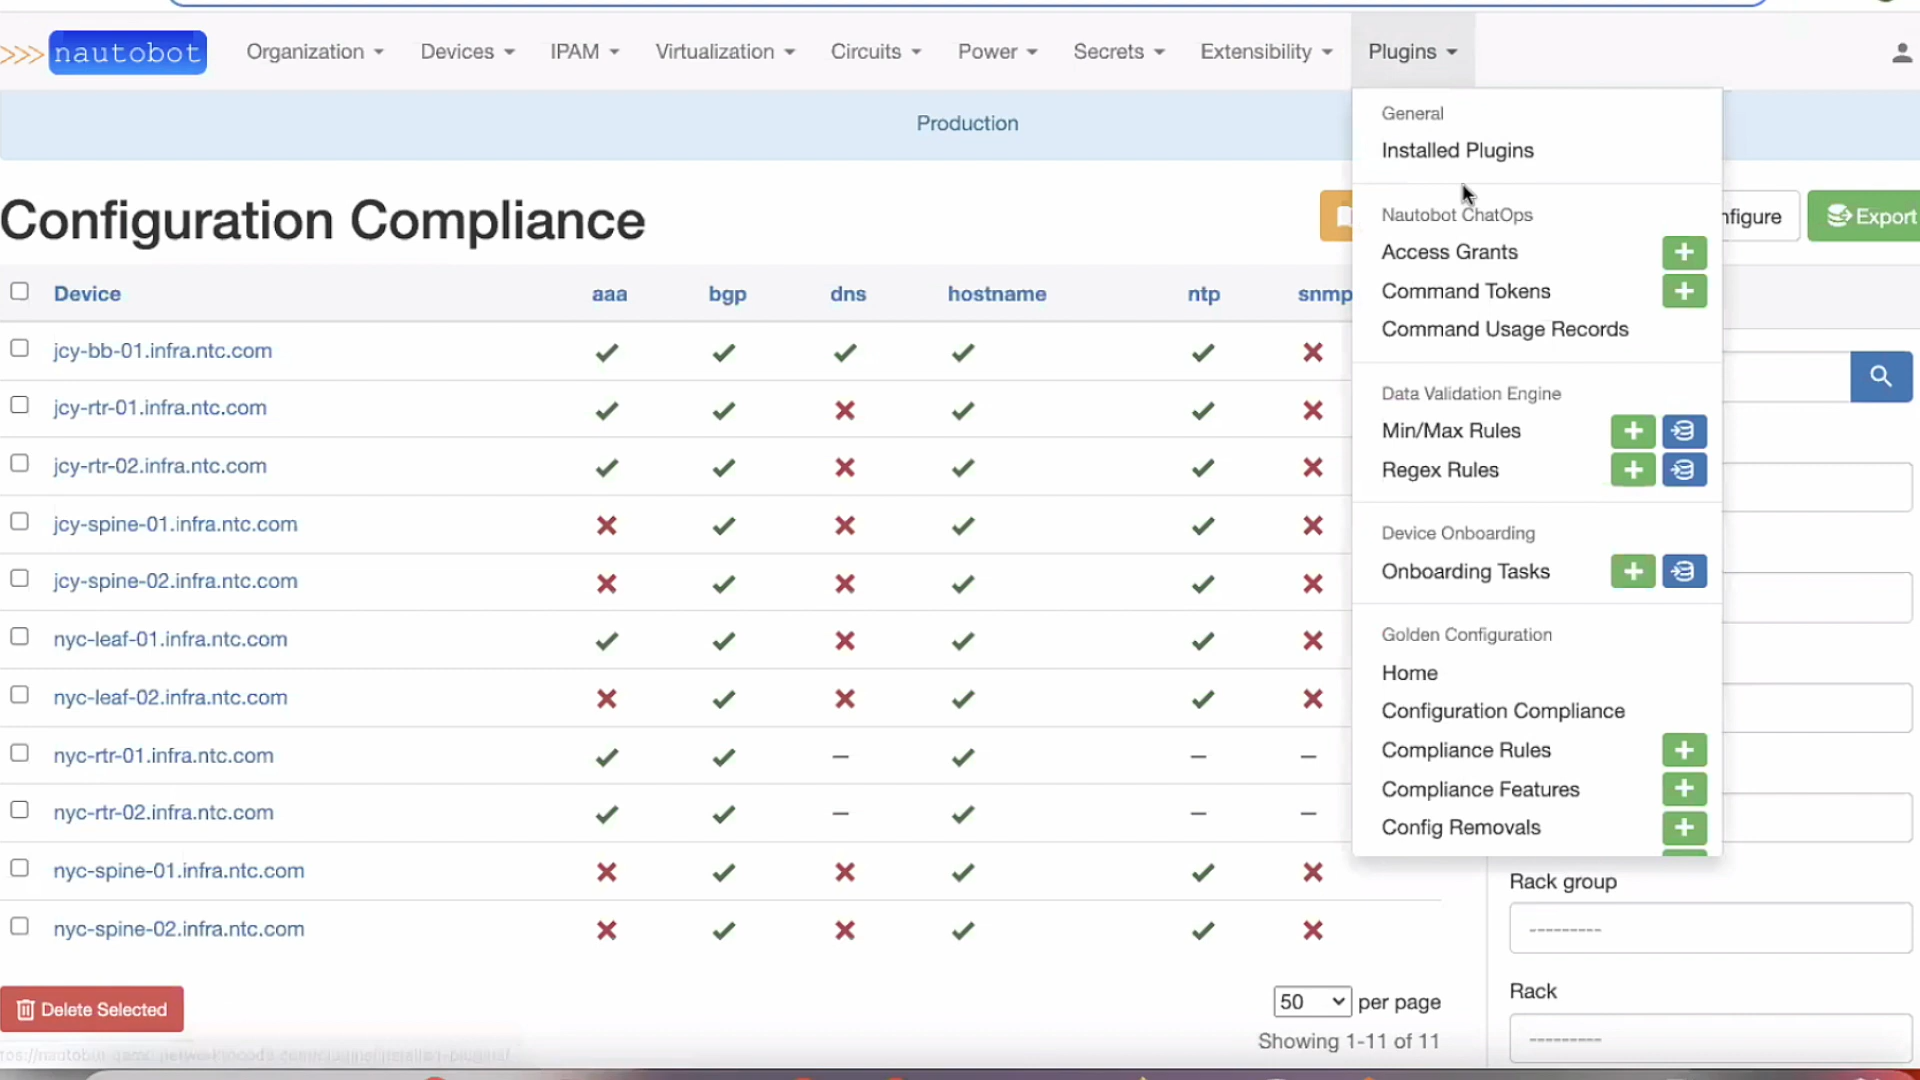 nautobot
Organization
Devices
IPAM
Virtualization
Circuits
Power
Secrets
Extensibility
Plugins
Production
General
Installed Plugins
Configuration Compliance
nfigure
Export
Nautobot ChatOps
Access Grants
Command Tokens
Command Usage Records
Data Validation Engine
Min/Max Rules
Regex Rules
Device Onboarding
Onboarding Tasks
Golden Configuration
Home
Configuration Compliance
Compliance Rules
Compliance Features
Config Removals
Device aaa bgp dns hostname ntp snmp
jcy-bb-01.infra.ntc.com
jcy-rtr-01.infra.ntc.com
jcy-rtr-02.infra.ntc.com
jcy-spine-01.infra.ntc.com
jcy-spine-02.infra.ntc.com
nyc-leaf-01.infra.ntc.com
nyc-leaf-02.infra.ntc.com
nyc-rtr-01.infra.ntc.com — — —
nyc-rtr-02.infra.ntc.com — — —
nyc-spine-01.infra.ntc.com
nyc-spine-02.infra.ntc.com
Rack group
---------
Rack
---------
Delete Selected
50 per page
Showing 1-11 of 11